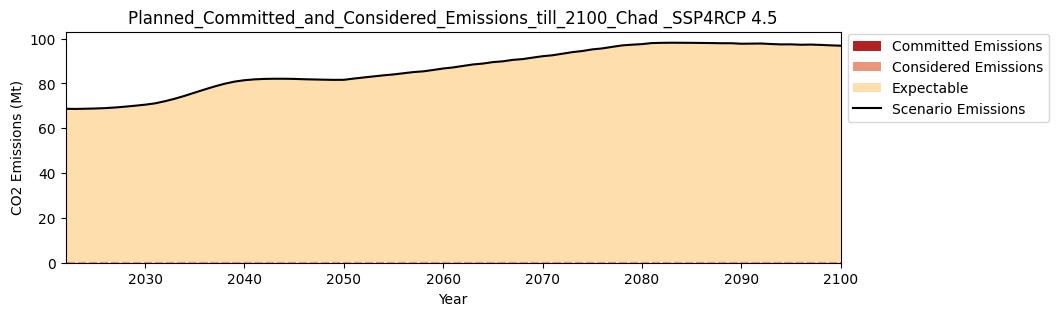 Planned_Committed_and_Considered_Emissions_till_2100_Chad _SSP4RCP 4.5
100
80
60
40
20
0
CO2 Emissions (Mt)
2030 2040 2050 2060 2070 2080 2090 2100
Year
Committed Emissions
Considered Emissions
Expectable
Scenario Emissions